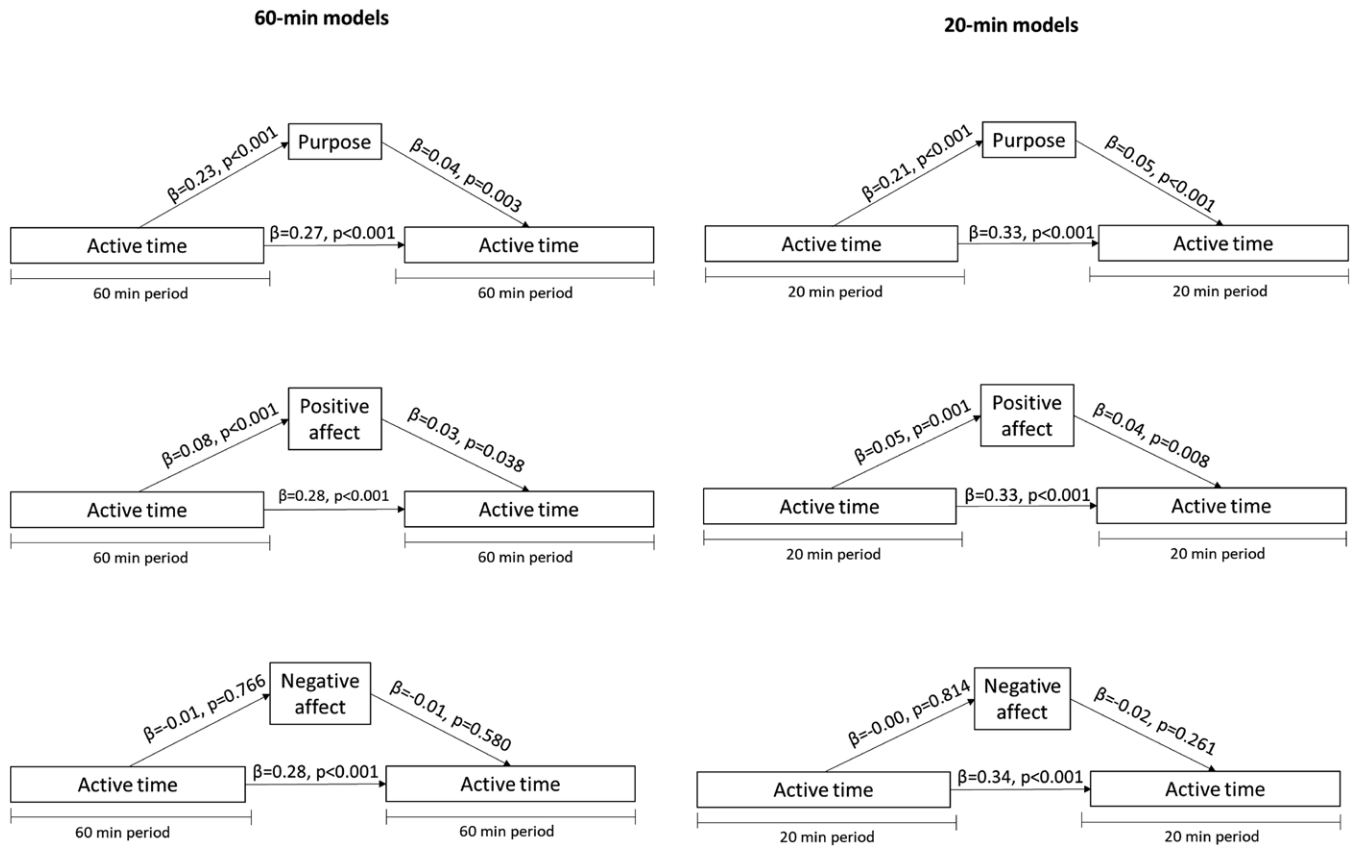 60-min models
20-min models
Purpose
β=0.23, p<0.001
β=0.04, p=0.003
Active time
β=0.27, p<0.001
Active time
60 min period
60 min period
Purpose
β=0.21, p<0.001
β=0.05, p<0.001
Active time
β=0.33, p<0.001
Active time
20 min period
20 min period
Positive
affect
β=0.08, p<0.001
β=0.03, p=0.038
Active time
β=0.28, p<0.001
Active time
60 min period
60 min period
Positive
affect
β=0.05, p=0.001
β=0.04, p=0.008
Active time
β=0.33, p<0.001
Active time
20 min period
20 min period
Negative
affect
β=-0.01, p=0.766
β=-0.01, p=0.580
Active time
β=0.28, p<0.001
Active time
60 min period
60 min period
Negative
affect
β=-0.00, p=0.814
β=-0.02, p=0.261
Active time
β=0.34, p<0.001
Active time
20 min period
20 min period